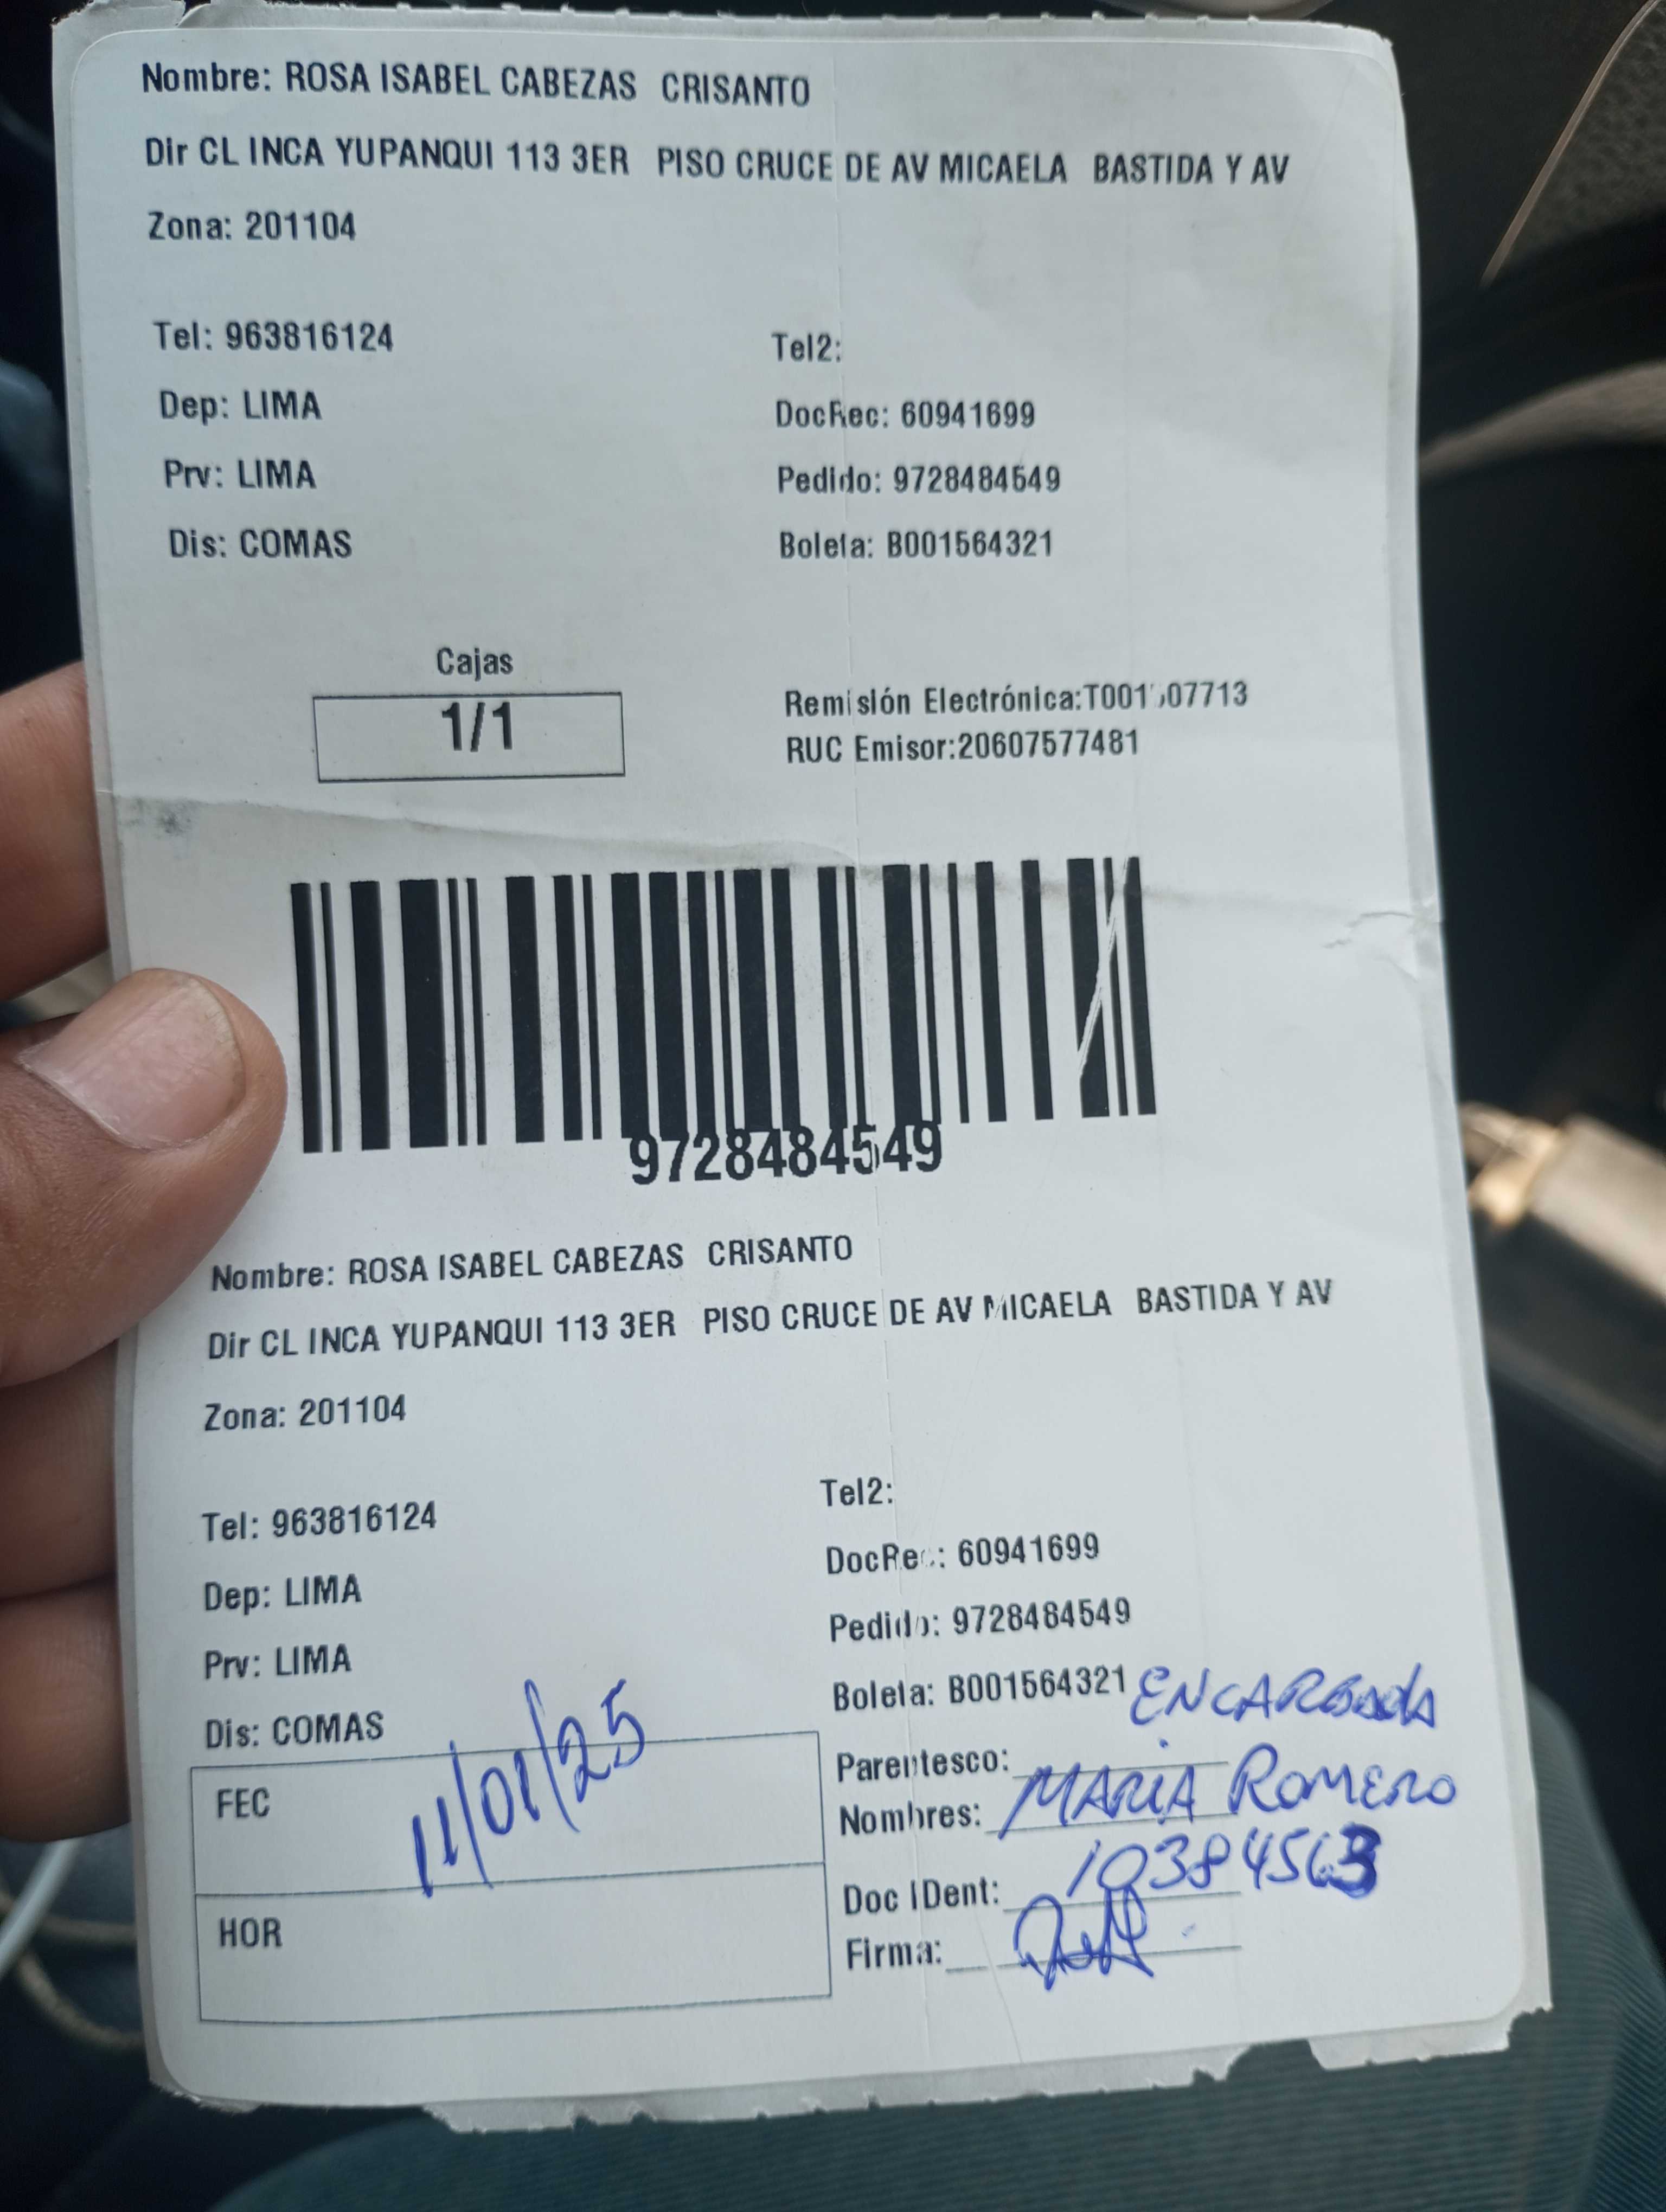 Nombre: ROSA ISABEL CABEZAS CRISANTO
Dir CL INCA YUPANQUI 113 3ER PISO CRUCE DE AV MICAELA BASTIDA Y AV
Zona: 201104
Tel: 963816124
Tel2:
Dep: LIMA
DocRec: 60941699
Prv: LIMA
Pedido: 9728484549
Dis: COMAS
Boleta: B001564321
Cajas
1/1
Remisión Electrónica:
RUC Emisor:20607577481
9728484549
Nombre: ROSA ISABEL CABEZAS CRISANTO
Dir CL INCA YUPANQUI 113 3ER PISO CRUCE DE AV MICAELA BASTIDA Y AV
Zona: 201104
Tel: 963816124
Tel2:
Dep: LIMA
DocRec: 60941699
Prv: LIMA
Pedido: 9728484549
Dis: COMAS
Boleta: B001564321
ENCARGADA
Parentesco:
FEC 11/01/25
Nombres: MARIA ROMERO
Doc IDent: 10384563
HOR
Firma: